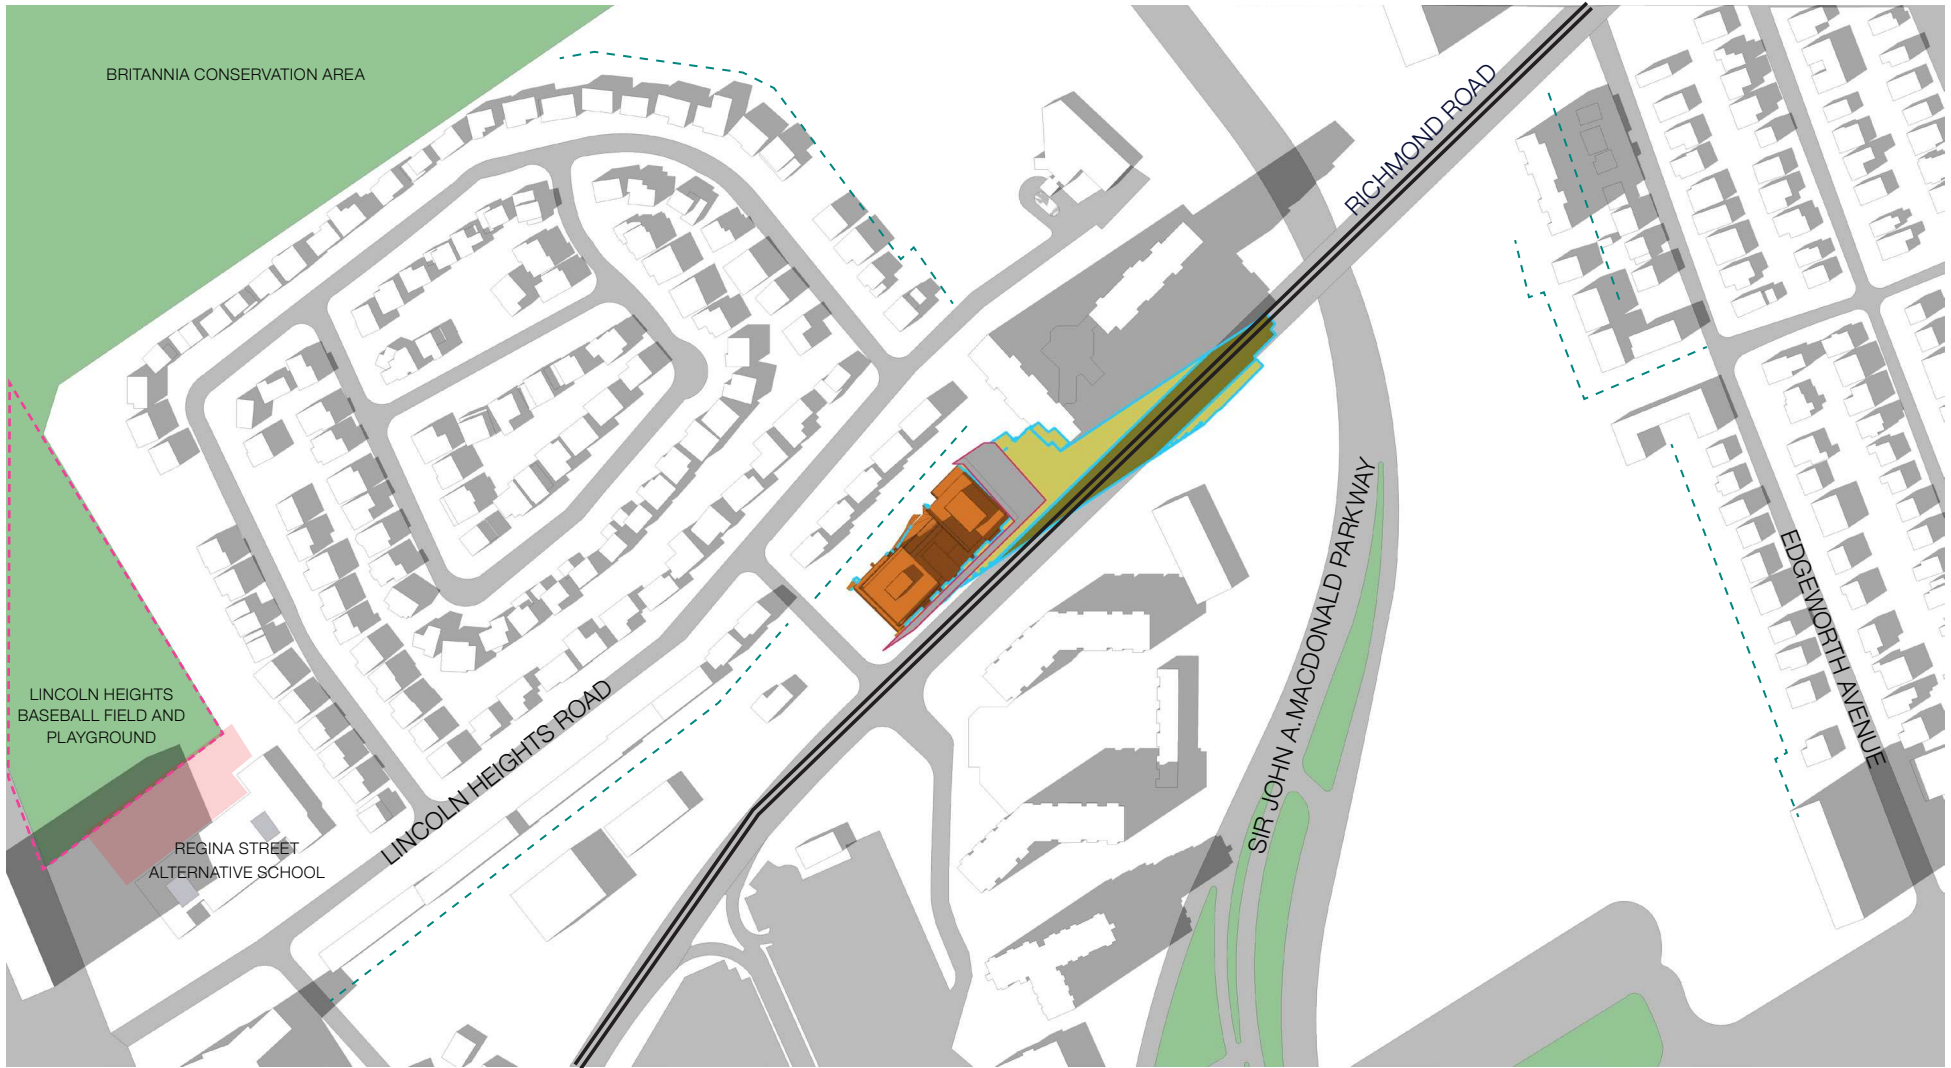 BRITANNIA CONSERVATION AREA
RICHMOND ROAD
SIR JOHN A.MACDONALD PARKWAY
EDGEWORTH AVENUE
LINCOLN HEIGHTS
BASEBALL FIELD AND
PLAYGROUND
LINCOLN HEIGHTS ROAD
REGINA STREET
ALTERNATIVE SCHOOL